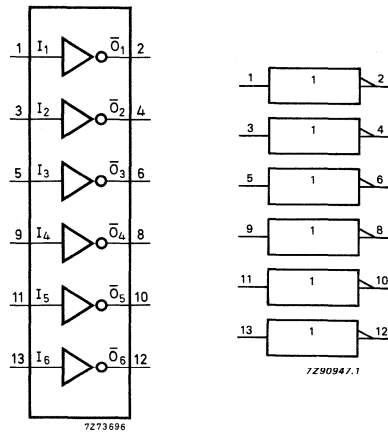 1 I1 Ō1 2
3 I2 Ō2 4
5 I3 Ō3 6
9 I4 Ō4 8
11 I5 Ō5 10
13 I6 Ō6 12
7Z73696
1 1 2
3 1 4
5 1 6
9 1 8
11 1 10
13 1 12
7Z90947.1